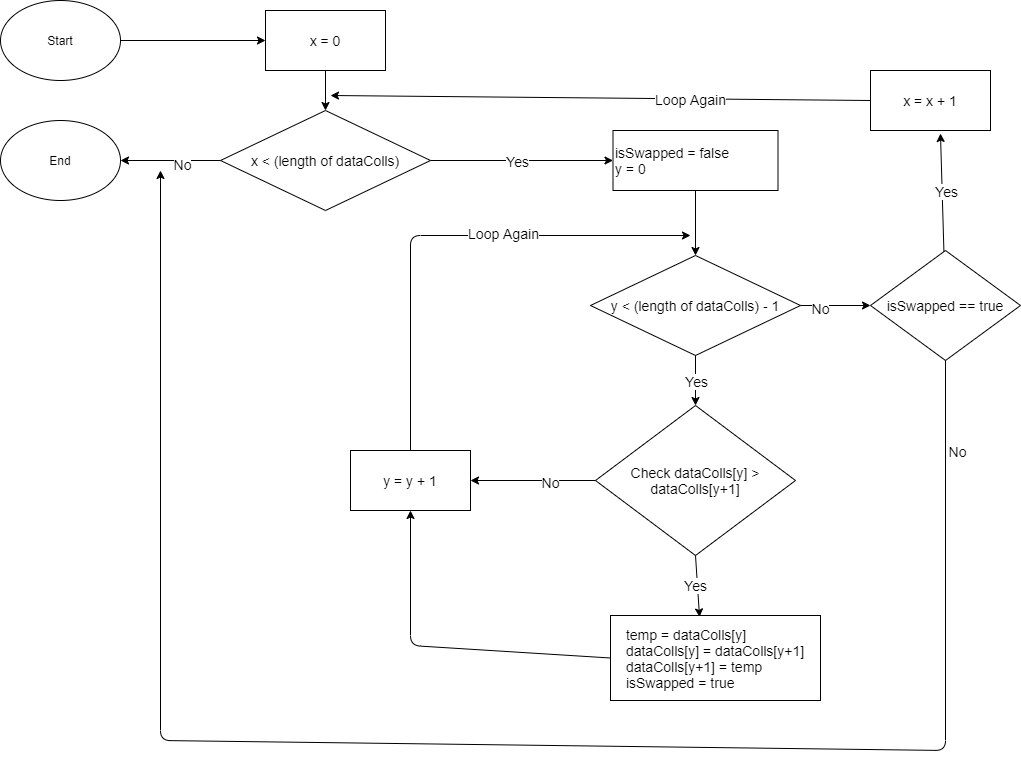 Start
x = 0
Loop Again
x = x + 1
End
No
x < (length of dataColls)
Yes
isSwapped = false
y = 0
Yes
Loop Again
y < (length of dataColls) - 1
No
isSwapped == true
Yes
No
y = y + 1
No
Check dataColls[y] >
dataColls[y+1]
Yes
temp = dataColls[y]
dataColls[y] = dataColls[y+1]
dataColls[y+1] = temp
isSwapped = true